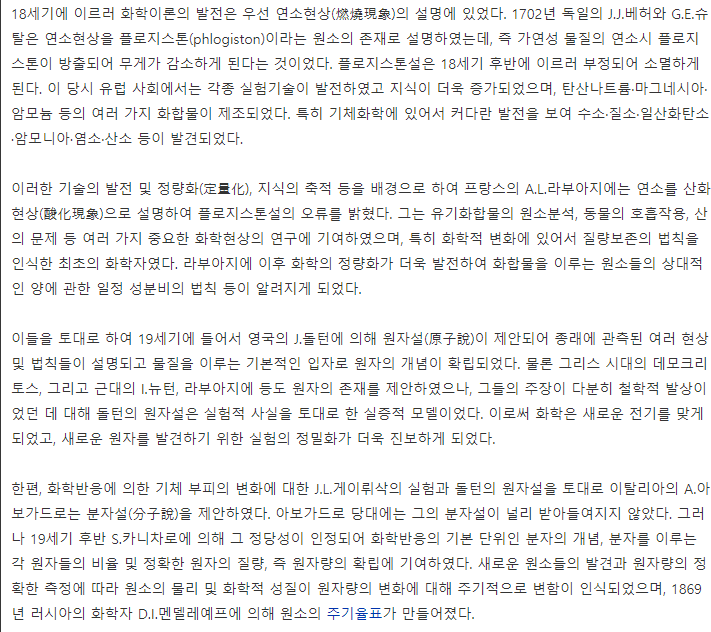 18세기에 이르러 화학이론의 발전은 우선 연소현상(燃燒現象)의 설명에 있었다. 1702년 독일의 J.J.베허와 G.E.슈
탈은 연소현상을 플로지스톤(phlogiston)이라는 원소의 존재로 설명하였는데, 즉 가연성 물질의 연소시 플로지
스톤이 방출되어 무게가 감소하게 된다는 것이었다. 플로지스톤설은 18세기 후반에 이르러 부정되어 소멸하게
된다. 이 당시 유럽 사회에서는 각종 실험기술이 발전하였고 지식이 더욱 증가되었으며, 탄산나트륨·마그네시아·
암모늄 등의 여러 가지 화합물이 제조되었다. 특히 기체화학에 있어서 커다란 발전을 보여 수소·질소·일산화탄소
·암모니아·염소·산소 등이 발견되었다.
이러한 기술의 발전 및 정량화(定量化), 지식의 축적 등을 배경으로 하여 프랑스의 A.L.라부아지에는 연소를 산화
현상(酸化現象)으로 설명하여 플로지스톤설의 오류를 밝혔다. 그는 유기화합물의 원소분석, 동물의 호흡작용, 산
의 문제 등 여러 가지 중요한 화학현상의 연구에 기여하였으며, 특히 화학적 변화에 있어서 질량보존의 법칙을
인식한 최초의 화학자였다. 라부아지에 이후 화학의 정량화가 더욱 발전하여 화합물을 이루는 원소들의 상대적
인 양에 관한 일정 성분비의 법칙 등이 알려지게 되었다.
이들을 토대로 하여 19세기에 들어서 영국의 J.돌턴에 의해 원자설(原子說)이 제안되어 종래에 관측된 여러 현상
및 법칙들이 설명되고 물질을 이루는 기본적인 입자로 원자의 개념이 확립되었다. 물론 그리스 시대의 데모크리
토스, 그리고 근대의 I.뉴턴, 라부아지에 등도 원자의 존재를 제안하였으나, 그들의 주장이 다분히 철학적 발상이
었던 데 대해 돌턴의 원자설은 실험적 사실을 토대로 한 실증적 모델이었다. 이로써 화학은 새로운 전기를 맞게
되었고, 새로운 원자를 발견하기 위한 실험의 정밀화가 더욱 진보하게 되었다.
한편, 화학반응에 의한 기체 부피의 변화에 대한 J.L.게이뤼삭의 실험과 돌턴의 원자설을 토대로 이탈리아의 A.아
보가드로는 분자설(分子說)을 제안하였다. 아보가드로 당대에는 그의 분자설이 널리 받아들여지지 않았다. 그러
나 19세기 후반 S.카니차로에 의해 그 정당성이 인정되어 화학반응의 기본 단위인 분자의 개념, 분자를 이루는
각 원자들의 비율 및 정확한 원자의 질량, 즉 원자량의 확립에 기여하였다. 새로운 원소들의 발견과 원자량의 정
확한 측정에 따라 원소의 물리 및 화학적 성질이 원자량의 변화에 대해 주기적으로 변함이 인식되었으며, 1869
년 러시아의 화학자 D.I.멘델레예프에 의해 원소의 주기율표가 만들어졌다.